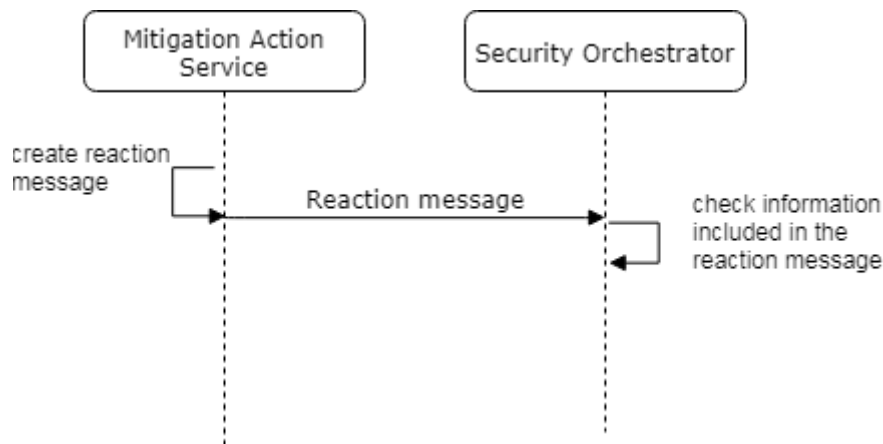 Mitigation Action
Service
Security Orchestrator
create reaction
message
Reaction message
check information
included in the
reaction message